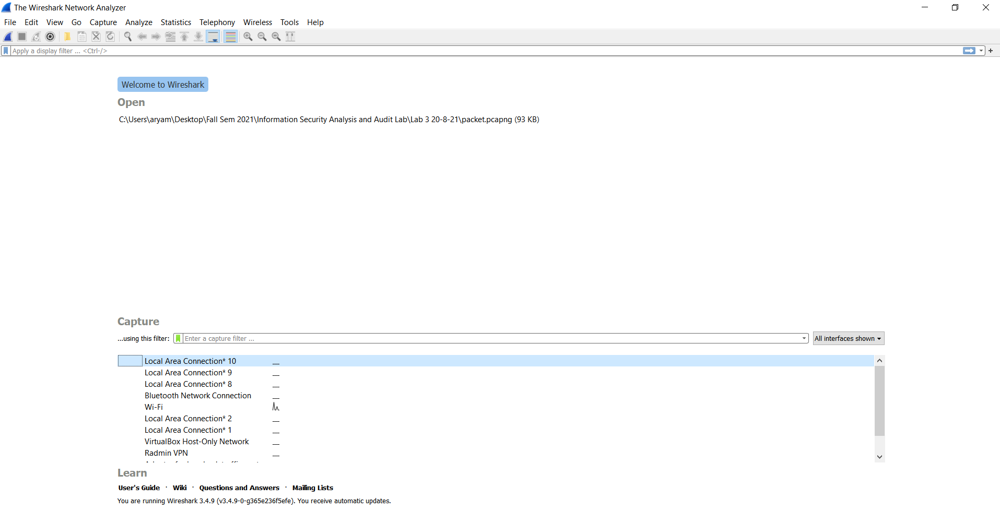 The Wireshark Network Analyzer
File Edit View Go Capture Analyze Statistics Telephony Wireless Tools Help
Apply a display filter ... <Ctrl-/>
Welcome to Wireshark
Open
C:\Users\aryam\Desktop\Fall Sem 2021\Information Security Analysis and Audit Lab\Lab 3 20-8-21\packet.pcapng (93 KB)
Capture
...using this filter: Enter a capture filter ... All interfaces shown
Local Area Connection* 10
Local Area Connection* 9
Local Area Connection* 8
Bluetooth Network Connection
Wi-Fi
Local Area Connection* 2
Local Area Connection* 1
VirtualBox Host-Only Network
Radmin VPN
Learn
User's Guide · Wiki · Questions and Answers · Mailing Lists
You are running Wireshark 3.4.9 (v3.4.9-0-g365e236f5efe). You receive automatic updates.